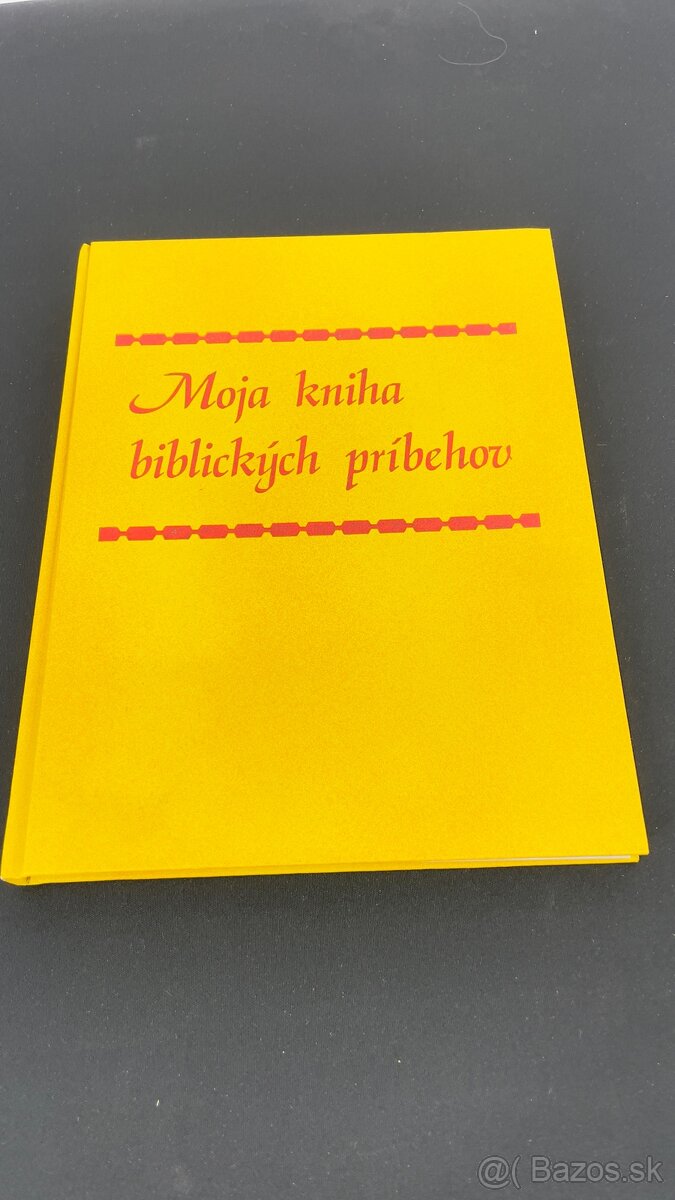 Moja kniha
biblických príbehov
@( Bazos.sk